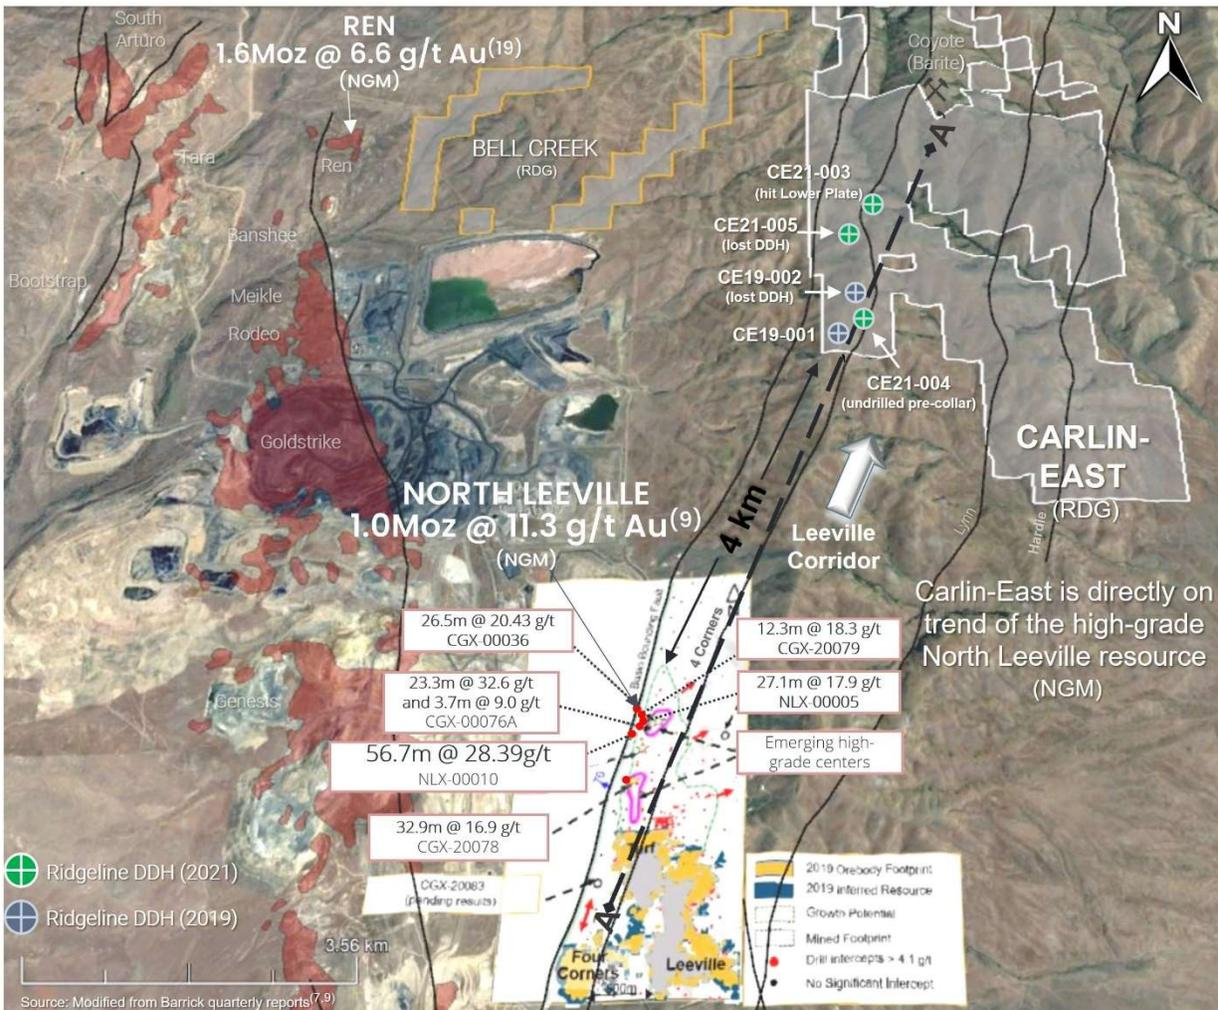 South
Arturo
REN
1.6Moz @ 6.6 g/t Au(19)
(NGM)
N
Coyote
(Barite)
A
Tara
Ren
BELL CREEK
(RDG)
CE21-003
(hit Lower Plate)
CE21-005
(lost DDH)
Banshee
Bootstrap
CE19-002
(lost DDH)
Meikle
Rodeo
CE19-001
CE21-004
(undrilled pre-collar)
Goldstrike
CARLIN-
EAST
(RDG)
NORTH LEEVILLE
1.0Moz @ 11.3 g/t Au(9)
(NGM)
4 km
Leeville
Corridor
Lynn
Hardie
Carlin-East is directly on
trend of the high-grade
North Leeville resource
(NGM)
Basin Bounding Fault
4 Corners
26.5m @ 20.43 g/t
CGX-00036
12.3m @ 18.3 g/t
CGX-20079
23.3m @ 32.6 g/t
and 3.7m @ 9.0 g/t
CGX-00076A
27.1m @ 17.9 g/t
NLX-00005
Genesis
56.7m @ 28.39g/t
NLX-00010
Emerging high-
grade centers
32.9m @ 16.9 g/t
CGX-20078
Turf
CGX-20083
(pending results)
A
Four
Corners
Leeville
Ridgeline DDH (2021)
Ridgeline DDH (2019)
3.56 km
2019 Orebody Footprint
2019 Inferred Resource
Growth Potential
Mined Footprint
Drill intercepts > 4.1 g/t
No Significant Intercept
Source: Modified from Barrick quarterly reports(7,9)